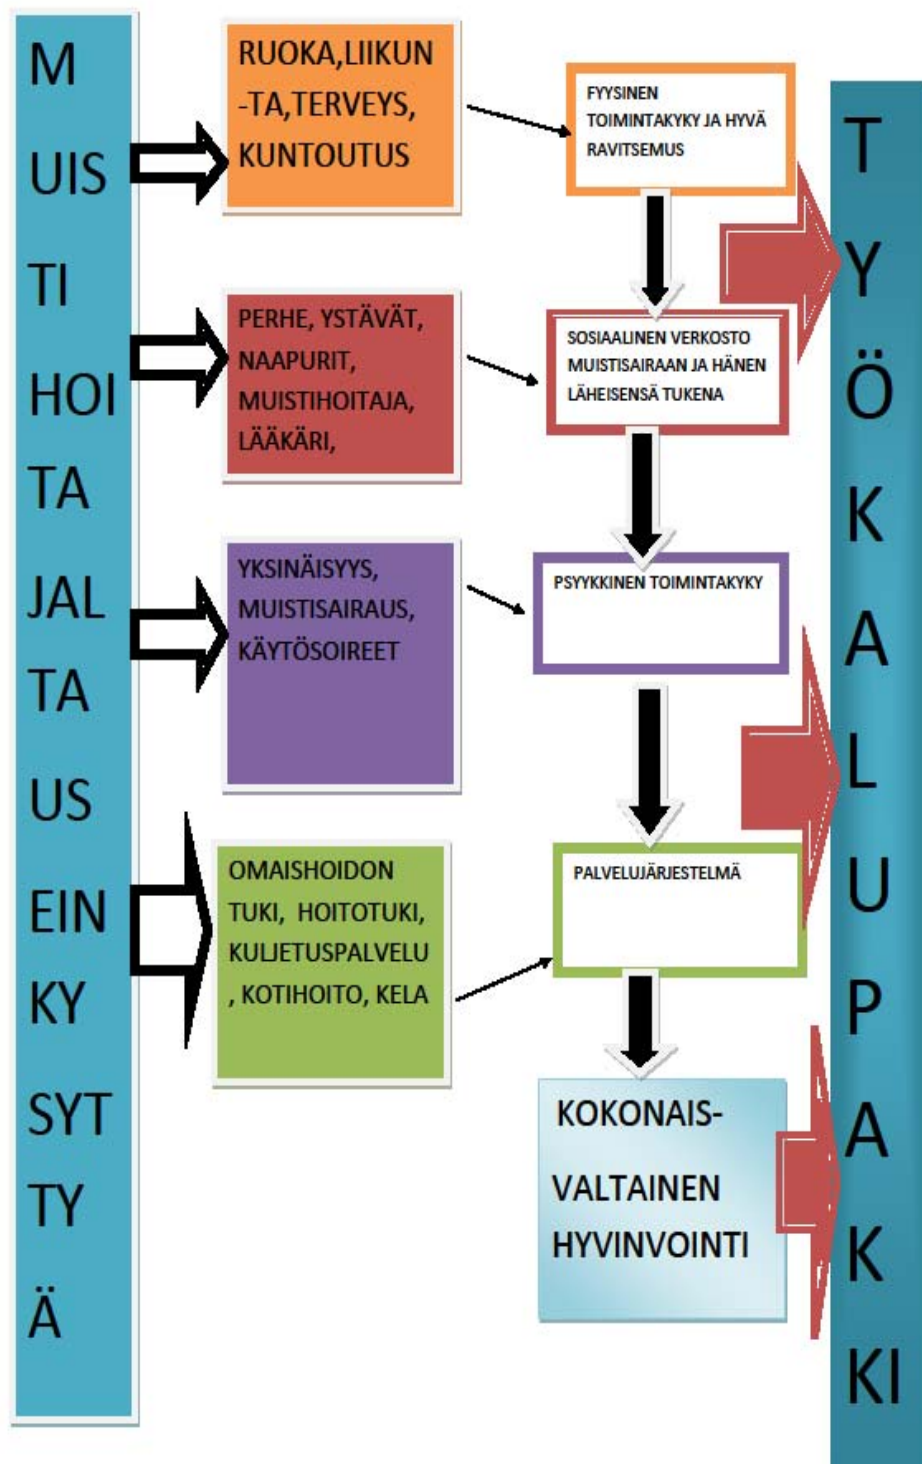 M
UIS
TI
HOI
TA
JAL
TA
US
EIN
KY
SYT
TY
Ä
RUOKA,LIIKUN
-TA,TERVEYS,
KUNTOUTUS
FYYSINEN
TOIMINTAKYKY JA HYVÄ
RAVITSEMUS
PERHE, YSTÄVÄT,
NAAPURIT,
MUISTIHOITAJA,
LÄÄKÄRI,
SOSIAALINEN VERKOSTO
MUISTISAIRAAN JA HÄNEN
LÄHEISENSÄ TUKENA
YKSINÄISYYS,
MUISTISAIRAUS,
KÄYTÖSOIREET
PSYYKKINEN TOIMINTAKYKY
OMAISHOIDON
TUKI, HOITOTUKI,
KULJETUSPALVELU
, KOTIHOITO, KELA
PALVELUJÄRJESTELMÄ
KOKONAIS-
VALTAINEN
HYVINVOINTI
T
Y
Ö
K
A
L
U
P
A
K
KI